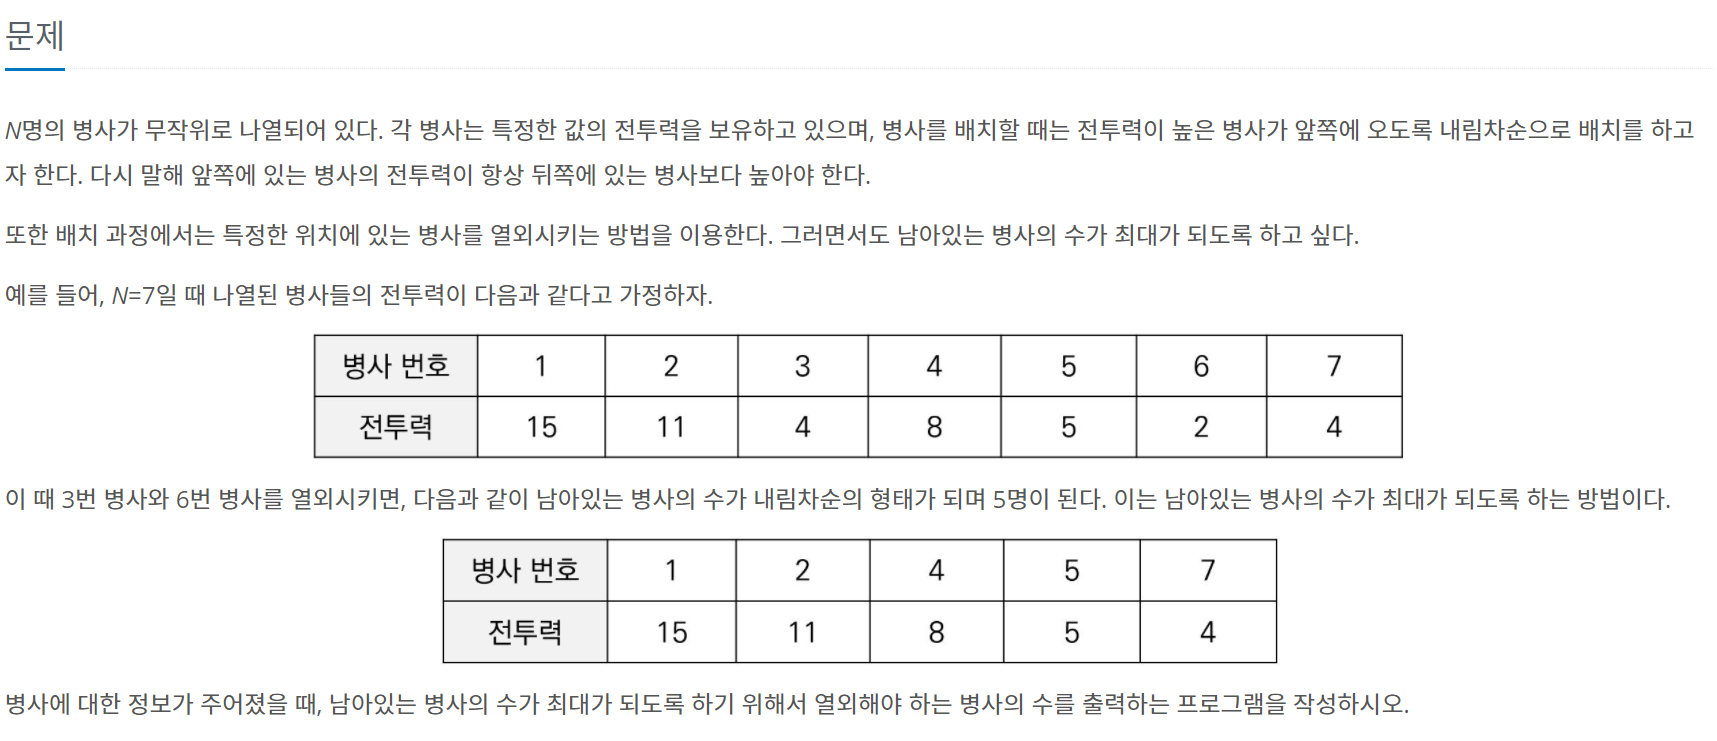 문제
N명의 병사가 무작위로 나열되어 있다. 각 병사는 특정한 값의 전투력을 보유하고 있으며, 병사를 배치할 때는 전투력이 높은 병사가 앞쪽에 오도록 내림차순으로 배치를 하고
자 한다. 다시 말해 앞쪽에 있는 병사의 전투력이 항상 뒤쪽에 있는 병사보다 높아야 한다.
또한 배치 과정에서는 특정한 위치에 있는 병사를 열외시키는 방법을 이용한다. 그러면서도 남아있는 병사의 수가 최대가 되도록 하고 싶다.
예를 들어, N=7일 때 나열된 병사들의 전투력이 다음과 같다고 가정하자.
병사 번호 1 2 3 4 5 6 7
전투력 15 11 4 8 5 2 4
이 때 3번 병사와 6번 병사를 열외시키면, 다음과 같이 남아있는 병사의 수가 내림차순의 형태가 되며 5명이 된다. 이는 남아있는 병사의 수가 최대가 되도록 하는 방법이다.
병사 번호 1 2 4 5 7
전투력 15 11 8 5 4
병사에 대한 정보가 주어졌을 때, 남아있는 병사의 수가 최대가 되도록 하기 위해서 열외해야 하는 병사의 수를 출력하는 프로그램을 작성하시오.